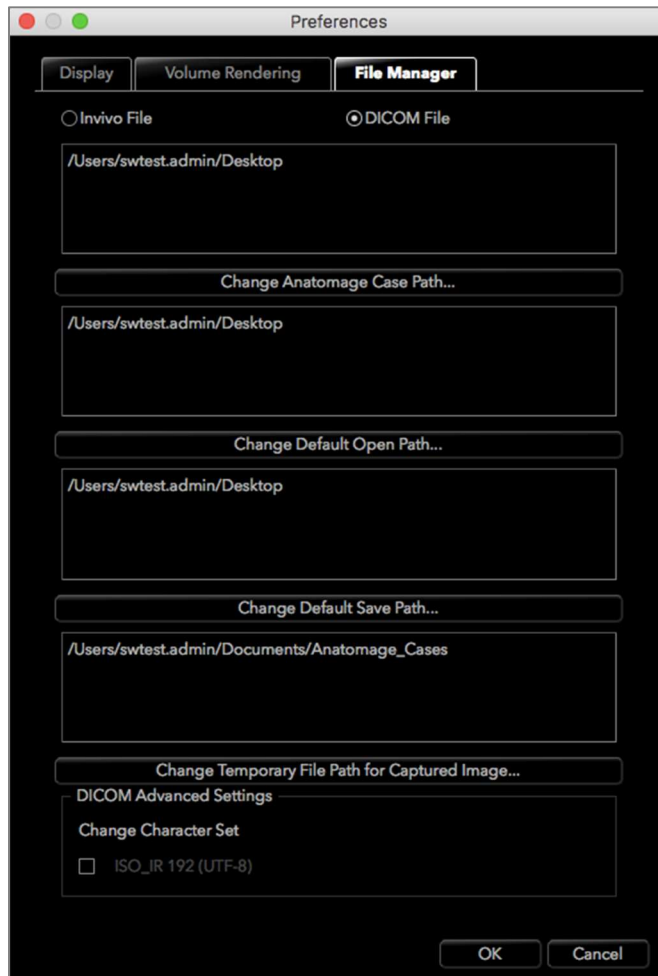 Preferences
Display Volume Rendering File Manager
Invivo File DICOM File
/Users/swtest.admin/Desktop
Change Anatomage Case Path...
/Users/swtest.admin/Desktop
Change Default Open Path...
/Users/swtest.admin/Desktop
Change Default Save Path...
/Users/swtest.admin/Documents/Anatomage_Cases
Change Temporary File Path for Captured Image...
DICOM Advanced Settings
Change Character Set
ISO_IR 192 (UTF-8)
OK Cancel